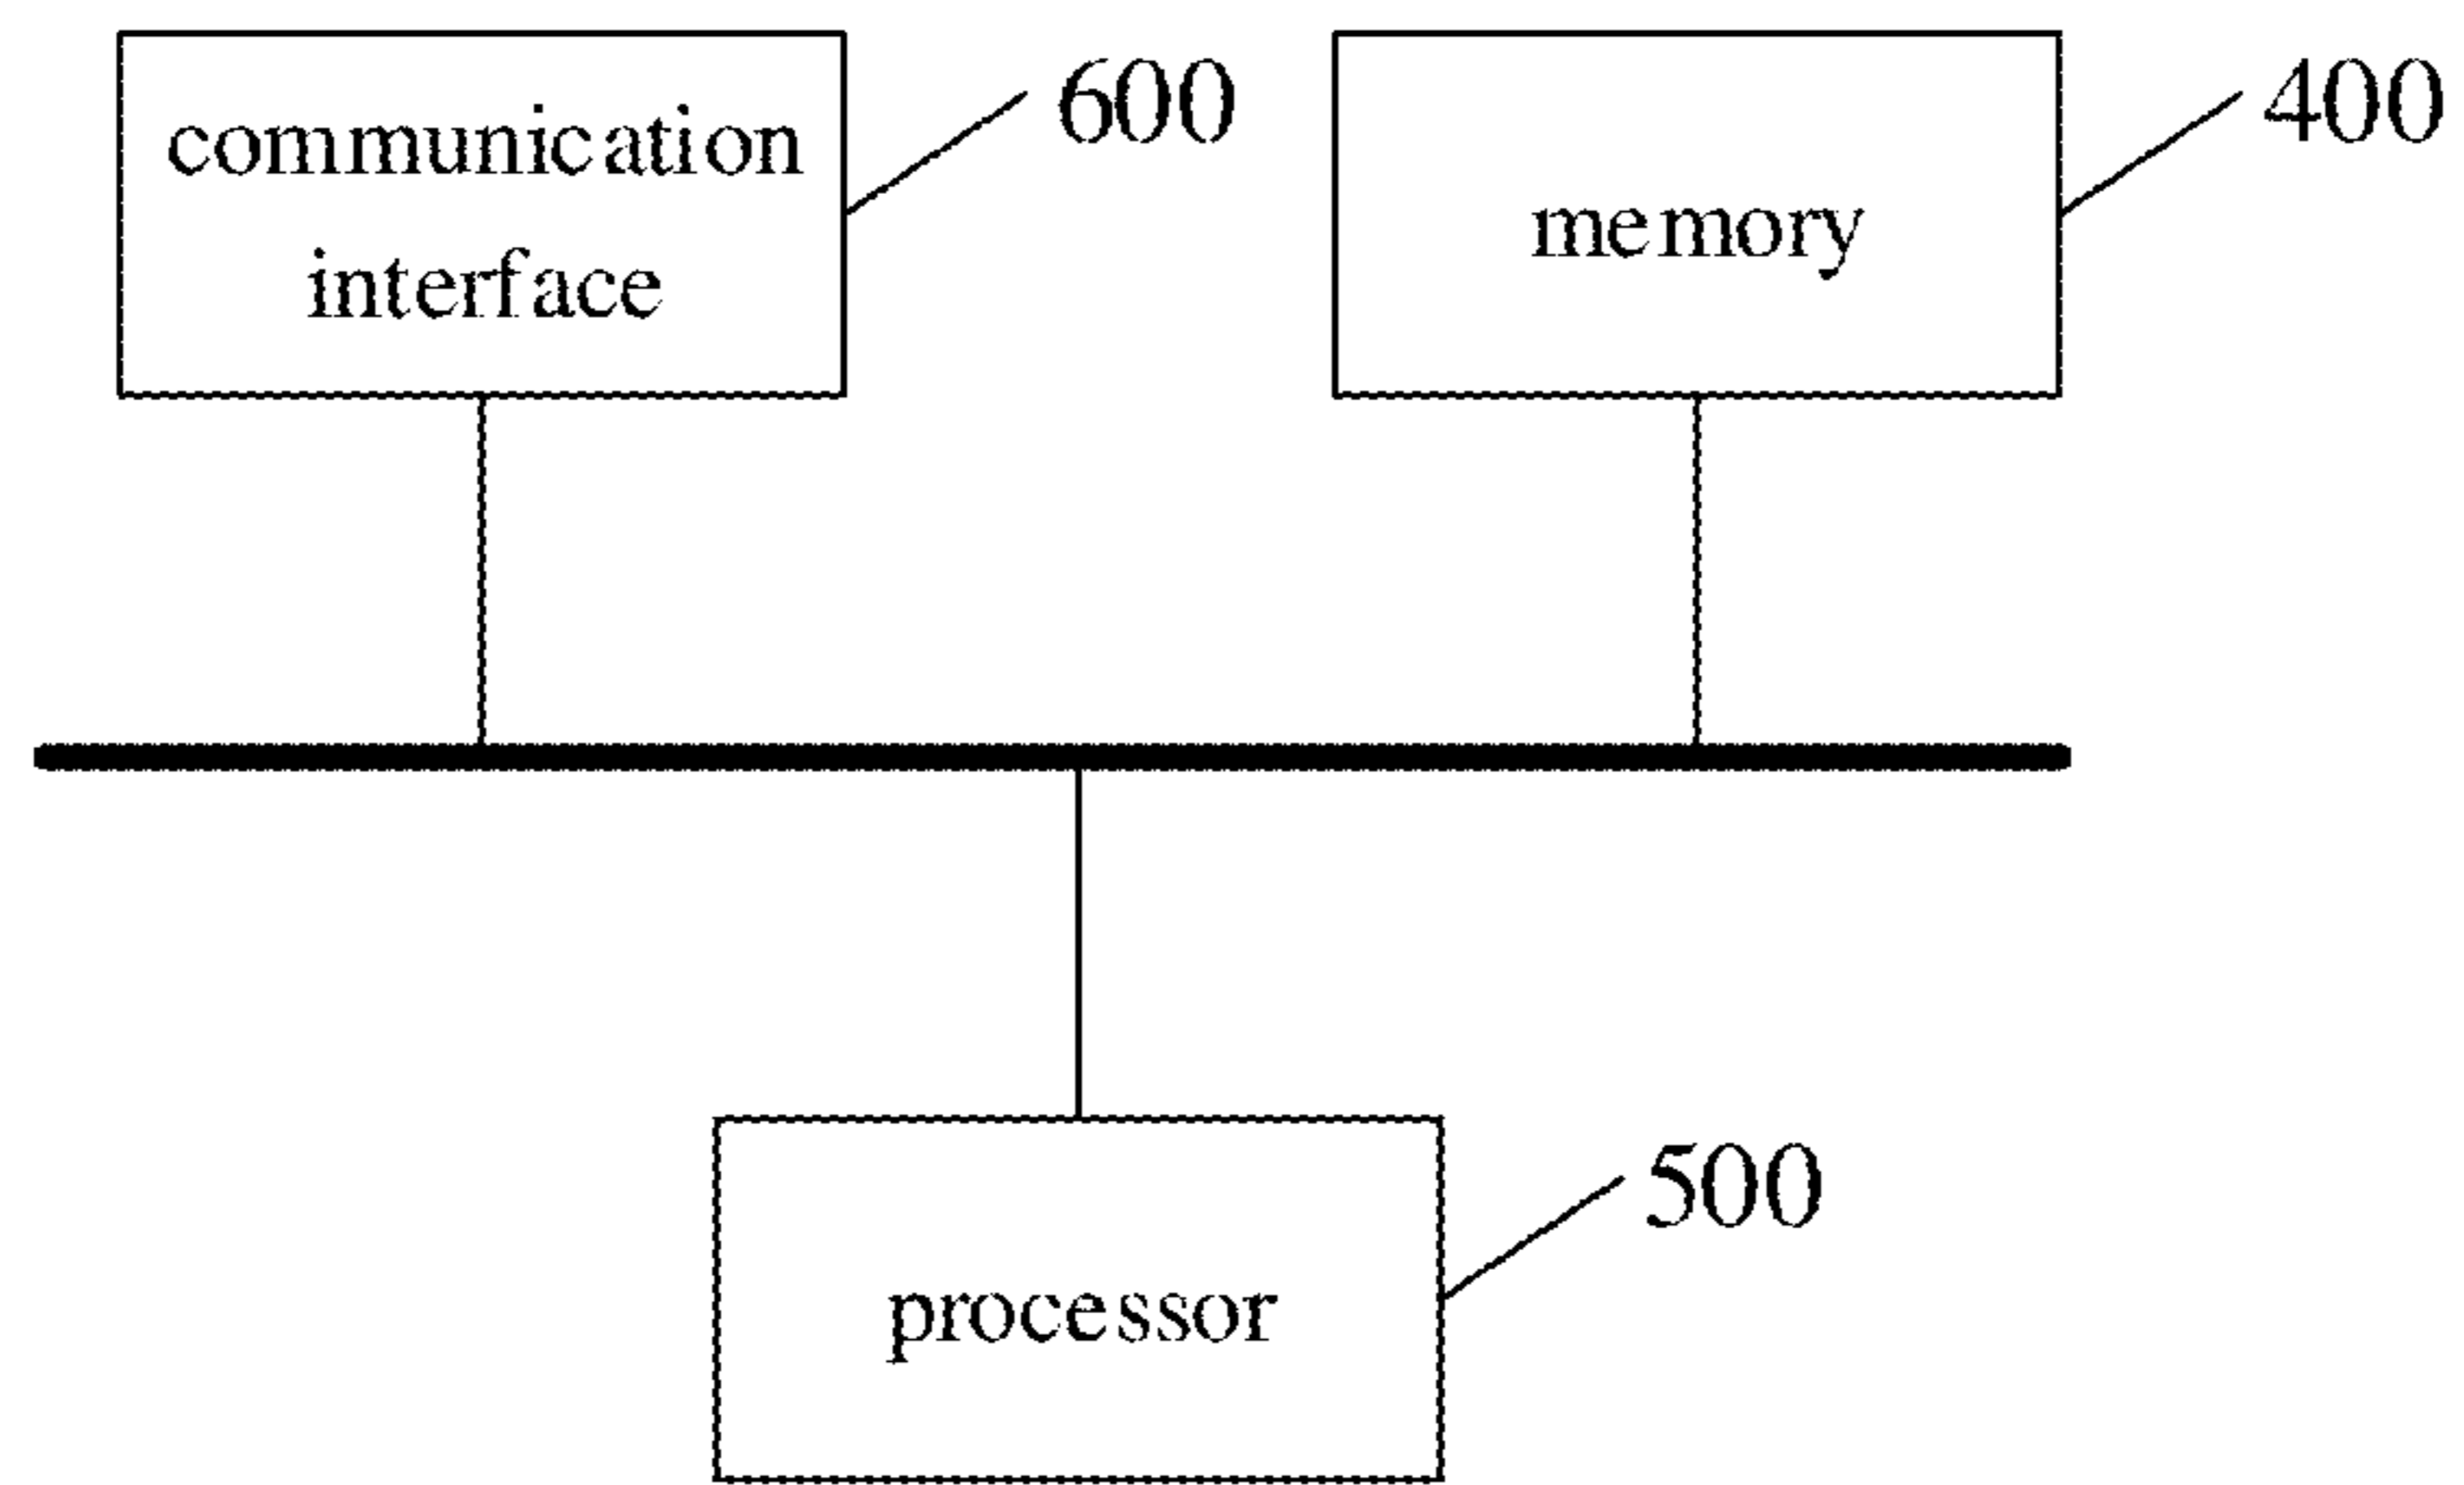 communication
interface
600
memory
400
processor
500